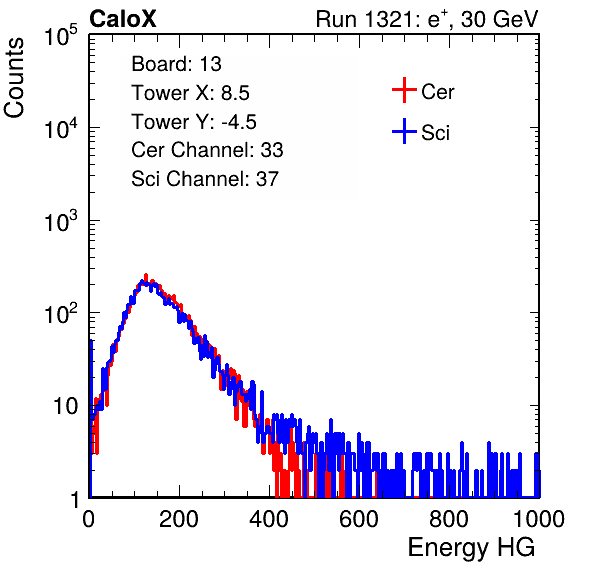 CaloX Run 1321: e⁺, 30 GeV
Counts
10⁵
10⁴
10³
10²
10
1
Board: 13
Tower X: 8.5
Tower Y: -4.5
Cer Channel: 33
Sci Channel: 37
Cer
Sci
0 200 400 600 800 1000
Energy HG